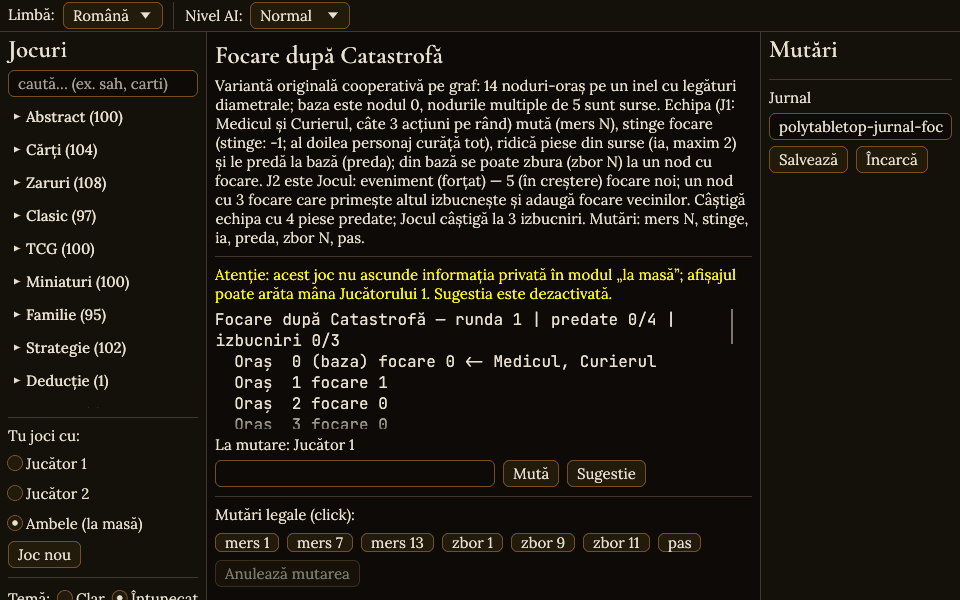 Limbă: Română ▼ Nivel AI: Normal ▼
Jocuri
caută... (ex. sah, carti)
▸ Abstract (100)
▸ Cărți (104)
▸ Zaruri (108)
▸ Clasic (97)
▸ TCG (100)
▸ Miniaturi (100)
▸ Familie (95)
▸ Strategie (102)
▸ Deducție (1)
Tu joci cu:
Jucător 1
Jucător 2
Ambele (la masă)
Joc nou
Temă: Clar Întunecat
Focare după Catastrofă
Variantă originală cooperativă pe graf: 14 noduri-oraș pe un inel cu legături
diametrale; baza este nodul 0, nodurile multiple de 5 sunt surse. Echipa (J1:
Medicul și Curierul, câte 3 acțiuni pe rând) mută (mers N), stinge focare
(stinge: -1; al doilea personaj curăță tot), ridică piese din surse (ia, maxim 2)
și le predă la bază (preda); din bază se poate zbura (zbor N) la un nod cu
focare. J2 este Jocul: eveniment (forțat) — 5 (în creștere) focare noi; un nod
cu 3 focare care primește altul izbucnește și adaugă focare vecinilor. Câștigă
echipa cu 4 piese predate; Jocul câștigă la 3 izbucniri. Mutări: mers N, stinge,
ia, preda, zbor N, pas.
Atenție: acest joc nu ascunde informația privată în modul „la masă”; afișajul
poate arăta mâna Jucătorului 1. Sugestia este dezactivată.
Focare după Catastrofă — runda 1 | predate 0/4 |
izbucniri 0/3
Oraș 0 (baza) focare 0 ← Medicul, Curierul
Oraș 1 focare 1
Oraș 2 focare 0
Oraș 3 focare 0
La mutare: Jucător 1
Mută Sugestie
Mutări legale (click):
mers 1 mers 7 mers 13 zbor 1 zbor 9 zbor 11 pas
Anulează mutarea
Mutări
Jurnal
polytabletop-jurnal-foc
Salvează Încarcă